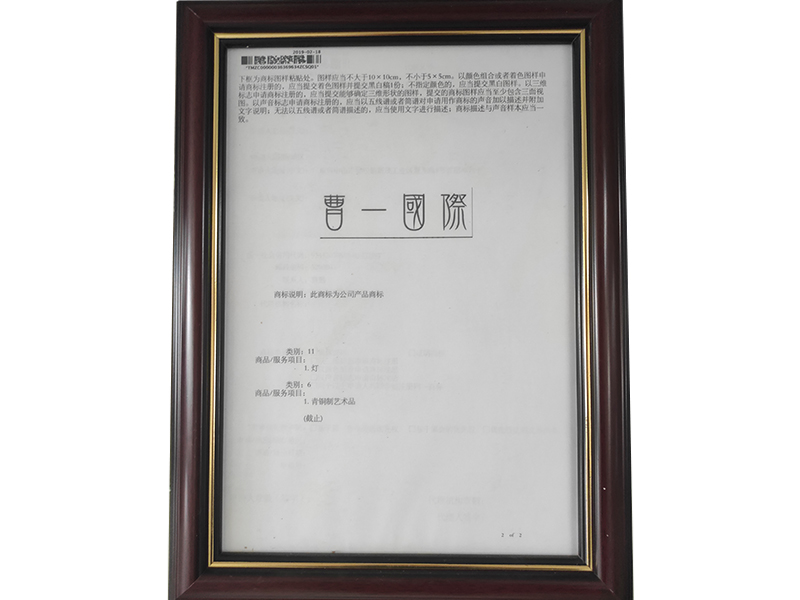 2018-02-18
下框为商标图样粘贴处。图样应当不大于10×10cm，不小于5×5cm。以颜色组合或者着色图样申
请商标注册的，应当提交着色图样并提交黑白稿1份；不指定颜色的，应当提交黑白图样。以三维
标志申请商标注册的，应当提交能够确定三维形状的图样，提交的商标图样应当至少包含三面视
图。以声音标志申请商标注册的，应当以五线谱或者简谱对申请用作商标的声音加以描述并附加
文字说明；无法以五线谱或者简谱描述的，应当使用文字进行描述；商标描述与声音样本应当一
致。
曹一國際
商标说明：此商标为公司产品商标
类别：11
商品/服务项目：
1. 灯
类别：6
商品/服务项目：
1. 青铜制艺术品
(截止)
2 of 2